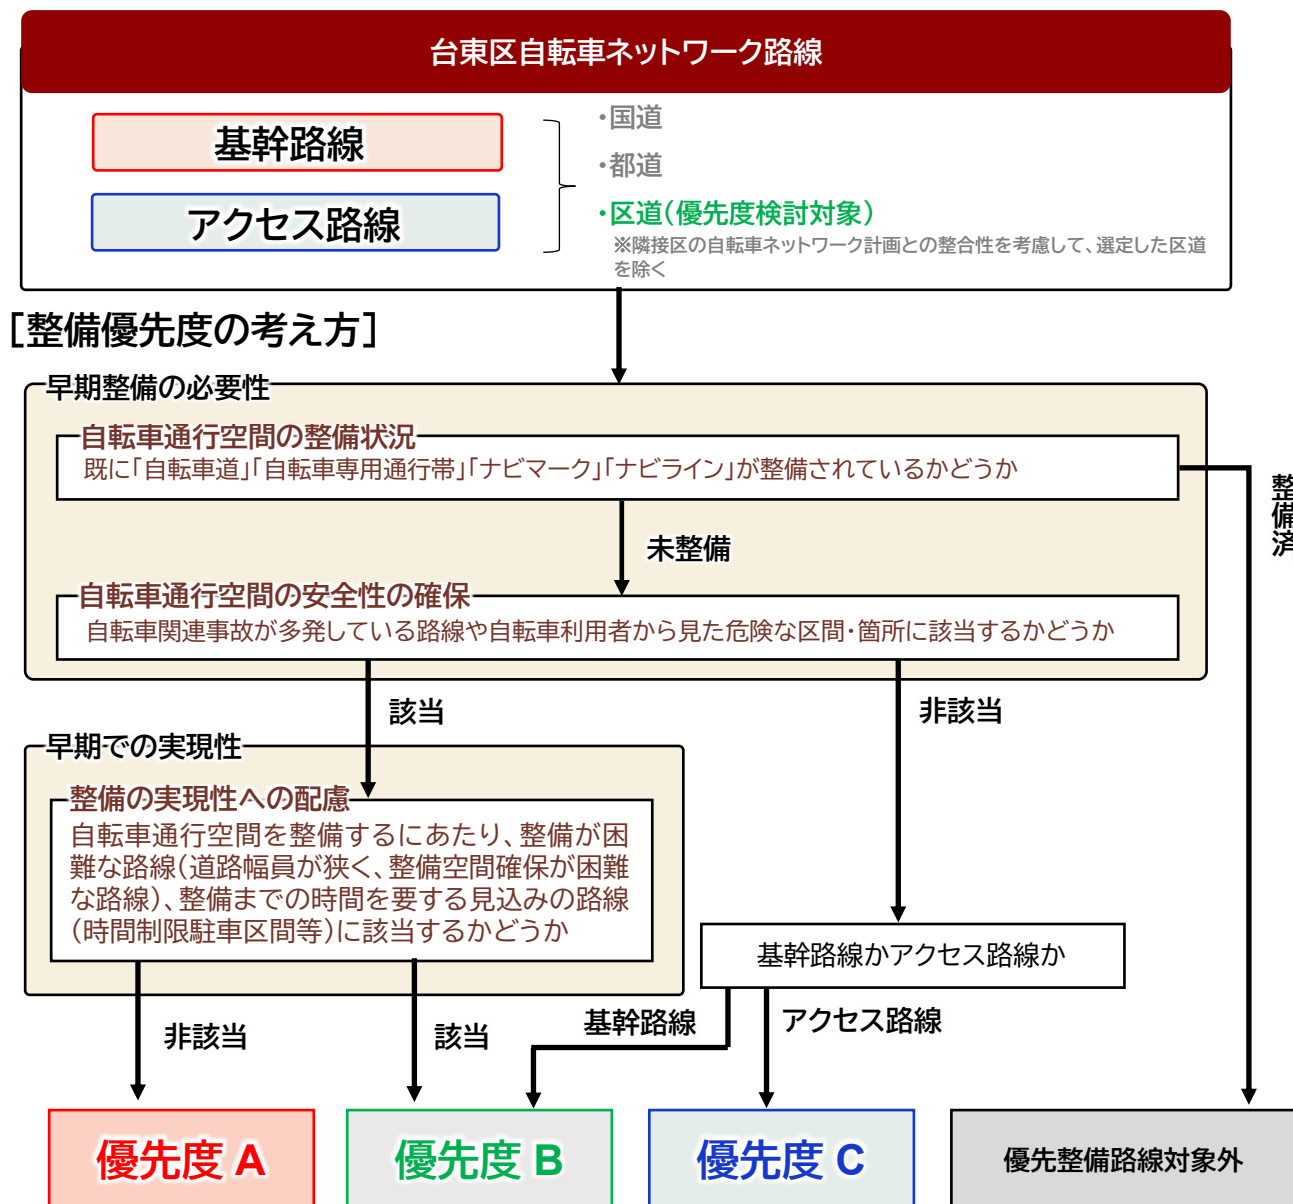 台東区自転車ネットワーク路線
基幹路線
アクセス路線
・国道
・都道
・区道(優先度検討対象)
※隣接区の自転車ネットワーク計画との整合性を考慮して、選定した区道
を除く
[整備優先度の考え方]
早期整備の必要性
自転車通行空間の整備状況
既に「自転車道」「自転車専用通行帯」「ナビマーク」「ナビライン」が整備されているかどうか
整備済
未整備
自転車通行空間の安全性の確保
自転車関連事故が多発している路線や自転車利用者から見た危険な区間・箇所に該当するかどうか
該当
非該当
早期での実現性
整備の実現性への配慮
自転車通行空間を整備するにあたり、整備が困
難な路線(道路幅員が狭く、整備空間確保が困難
な路線)、整備までの時間を要する見込みの路線
(時間制限駐車区間等)に該当するかどうか
基幹路線かアクセス路線か
非該当
該当
基幹路線
アクセス路線
優先度 A
優先度 B
優先度 C
優先整備路線対象外